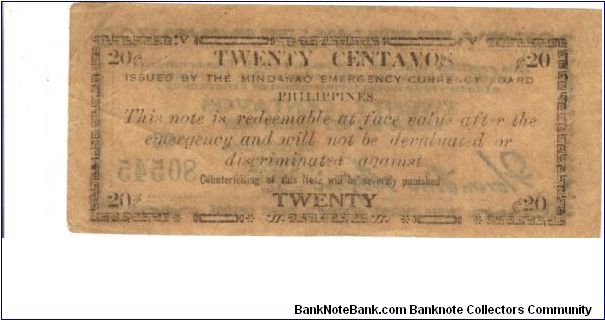 20¢ TWENTY CENTAVOS ¢20
ISSUED BY THE MINDANAO EMERGENCY CURRENCY BOARD
PHILIPPINES
This note is redeemable at face value after the
emergency and will not be devaluated or
discriminated against
80545
Counterfeiting of this Note will be severely punished
20¢ TWENTY ¢20
BankNoteBank.com Banknote Collectors Community